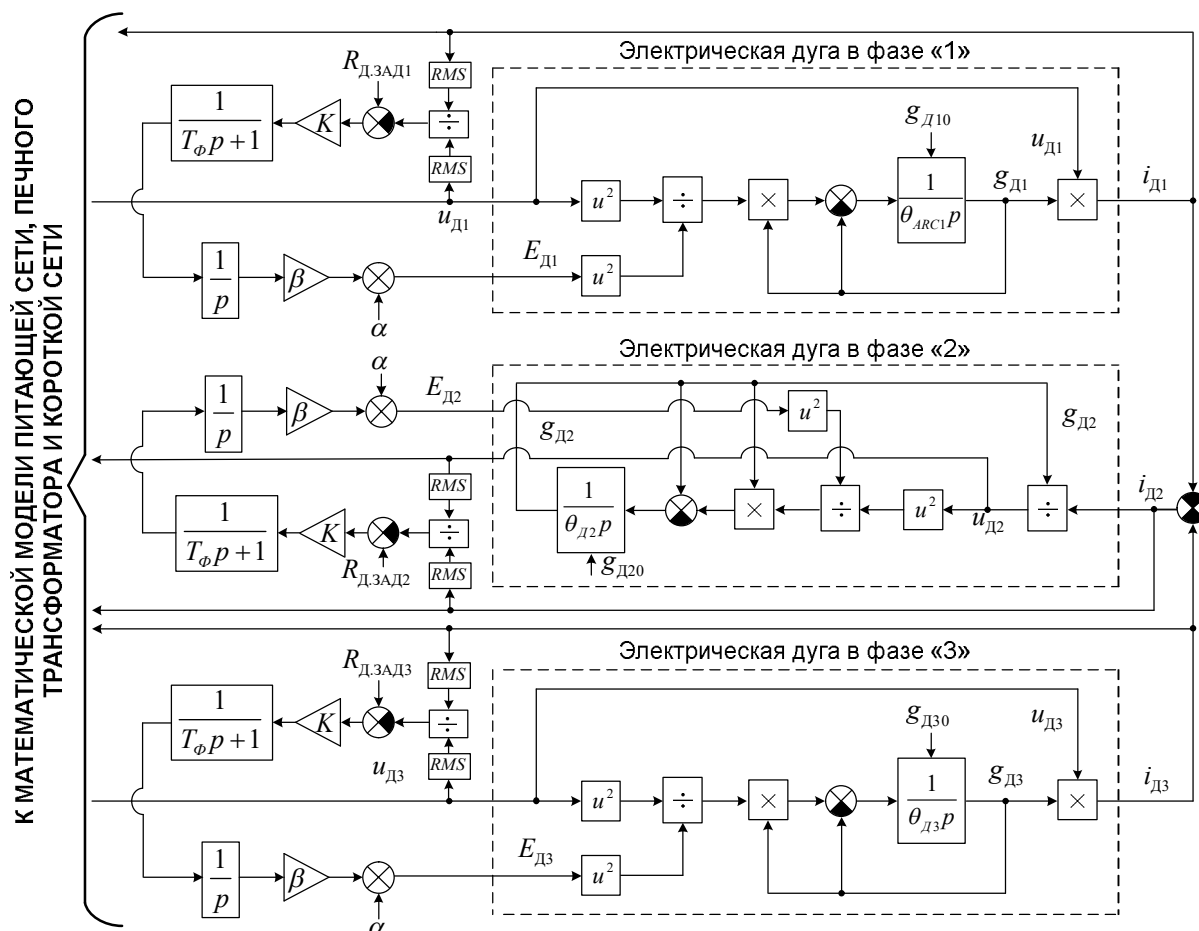 К МАТЕМАТИЧЕСКОЙ МОДЕЛИ ПИТАЮЩЕЙ СЕТИ, ПЕЧНОГО
ТРАНСФОРМАТОРА И КОРОТКОЙ СЕТИ
Электрическая дуга в фазе «1»
R_Д.ЗАД1
RMS
1
T_Ф p + 1
K
÷
RMS
u_Д1
g_Д10
u_Д1
u²
÷
×
1
θ_ARC1 p
g_Д1
×
i_Д1
1
p
β
E_Д1
u²
α
Электрическая дуга в фазе «2»
α
1
p
β
E_Д2
u²
g_Д2
g_Д2
RMS
1
T_Ф p + 1
K
÷
R_Д.ЗАД2
RMS
1
θ_Д2 p
g_Д20
×
÷
u²
u_Д2
÷
i_Д2
Электрическая дуга в фазе «3»
R_Д.ЗАД3
RMS
1
T_Ф p + 1
K
÷
RMS
u_Д3
g_Д30
u_Д3
u²
÷
×
1
θ_Д3 p
g_Д3
×
i_Д3
1
p
β
E_Д3
u²
α